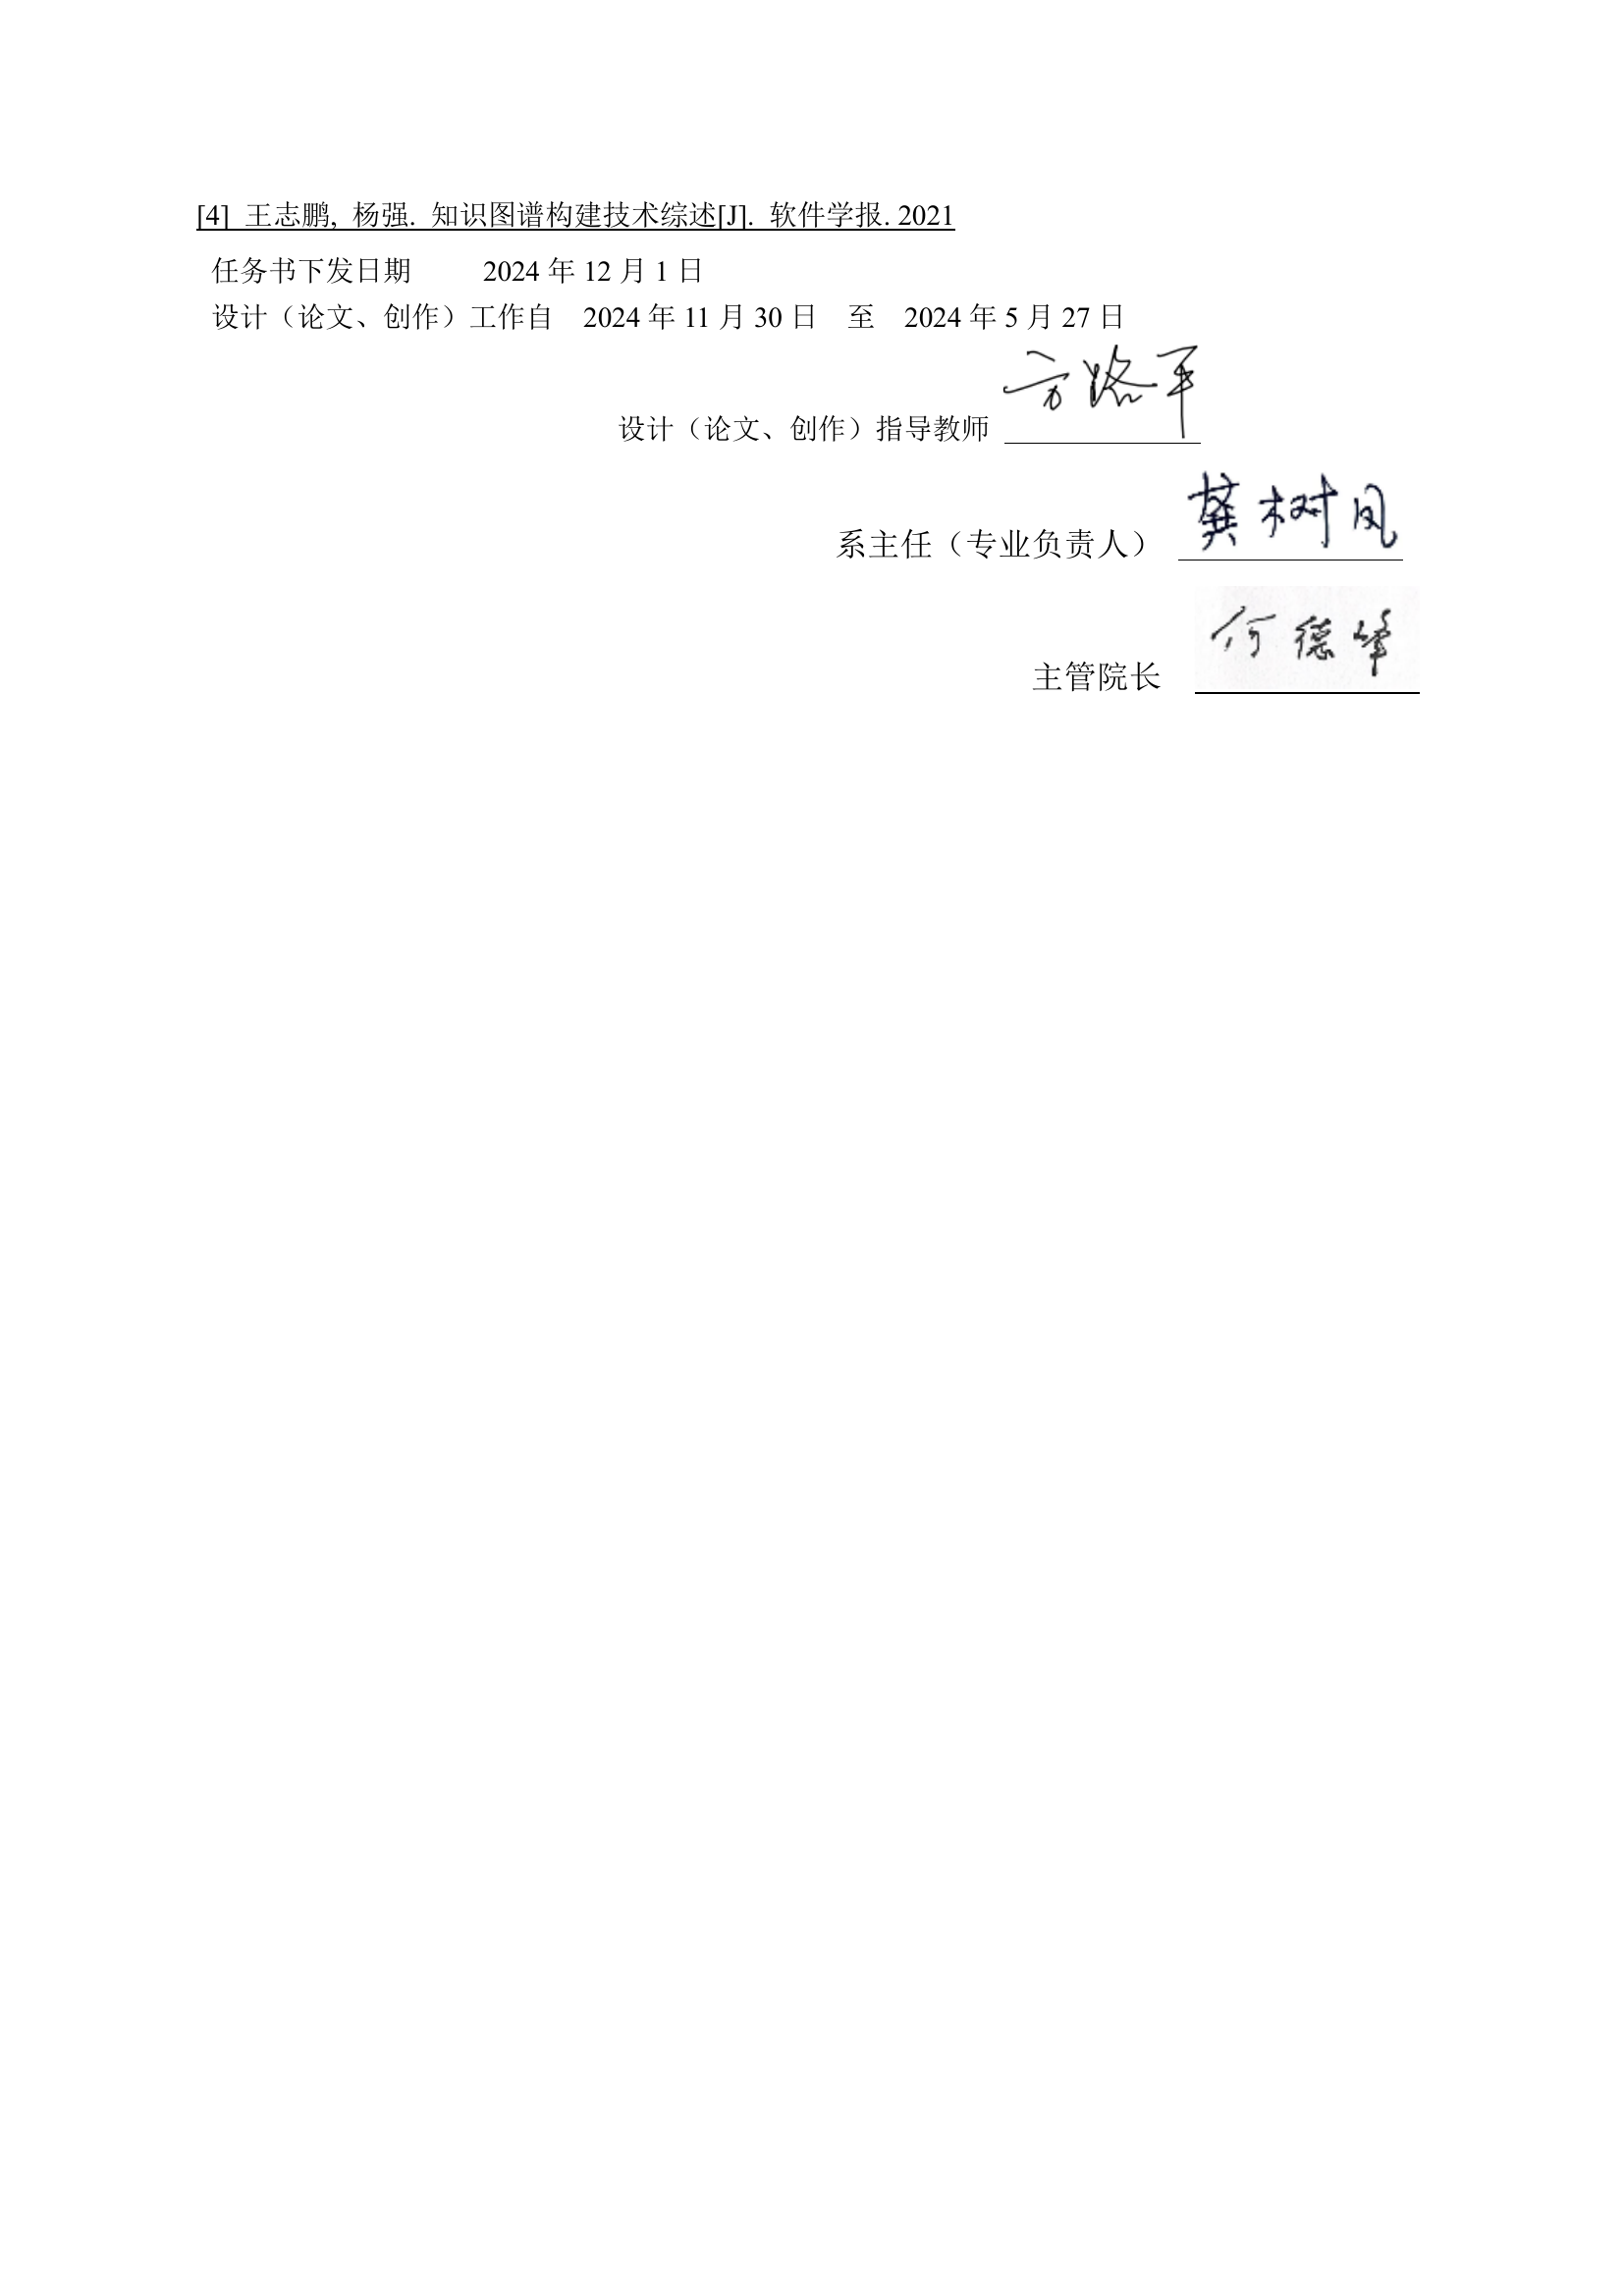 [4] 王志鹏, 杨强. 知识图谱构建技术综述[J]. 软件学报. 2021
任务书下发日期 2024 年 12 月 1 日
设计（论文、创作）工作自 2024 年 11 月 30 日 至 2024 年 5 月 27 日
设计（论文、创作）指导教师 方路平
系主任（专业负责人） 龚树凤
主管院长 何德峰